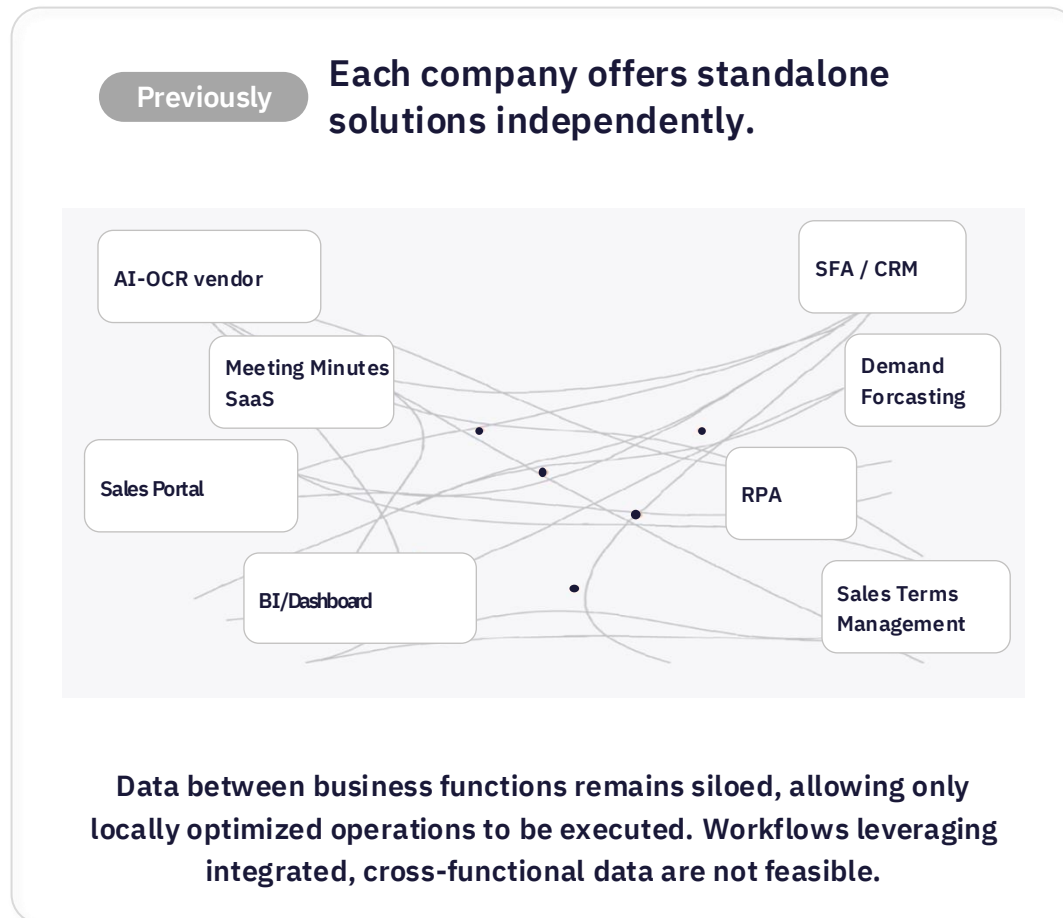 Previously
Each company offers standalone
solutions independently.
AI-OCR vendor
SFA / CRM
Meeting Minutes
SaaS
Demand
Forcasting
Sales Portal
RPA
BI/Dashboard
Sales Terms
Management
Data between business functions remains siloed, allowing only
locally optimized operations to be executed. Workflows leveraging
integrated, cross-functional data are not feasible.